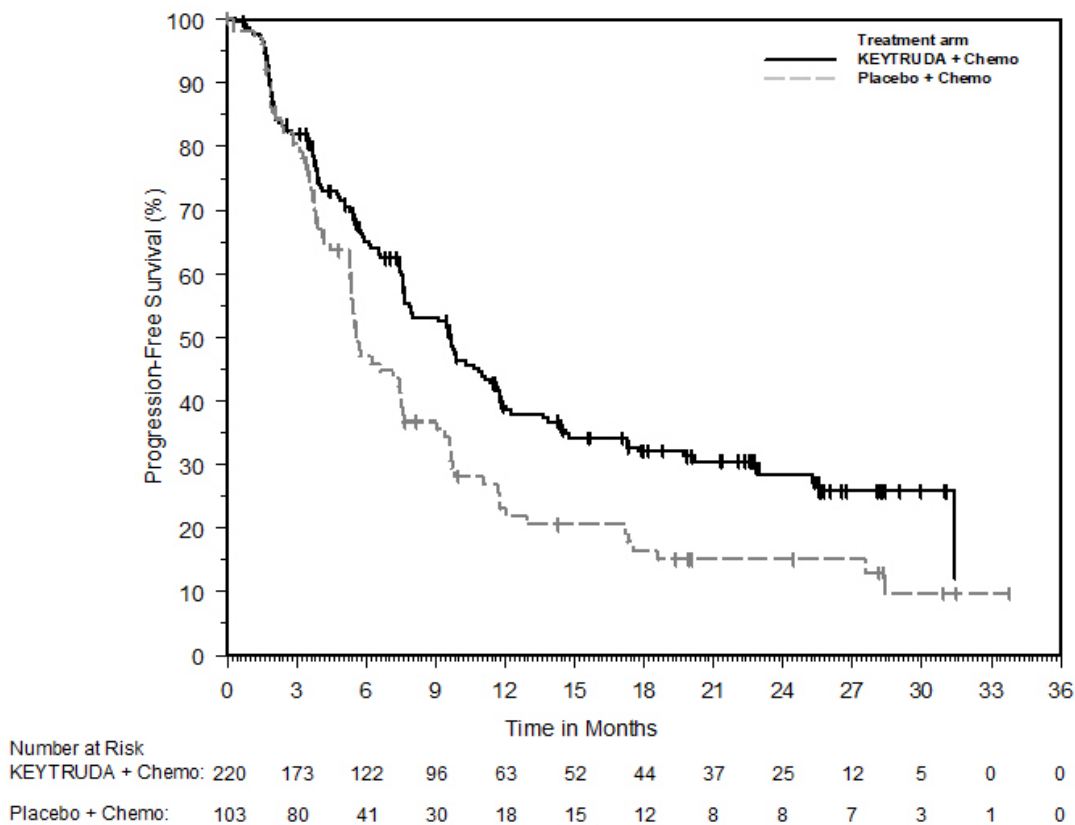 Treatment arm
KEYTRUDA + Chemo
Placebo + Chemo
Progression-Free Survival (%)
100
90
80
70
60
50
40
30
20
10
0
0 3 6 9 12 15 18 21 24 27 30 33 36
Time in Months
Number at Risk
KEYTRUDA + Chemo: 220 173 122 96 63 52 44 37 25 12 5 0 0
Placebo + Chemo: 103 80 41 30 18 15 12 8 8 7 3 1 0